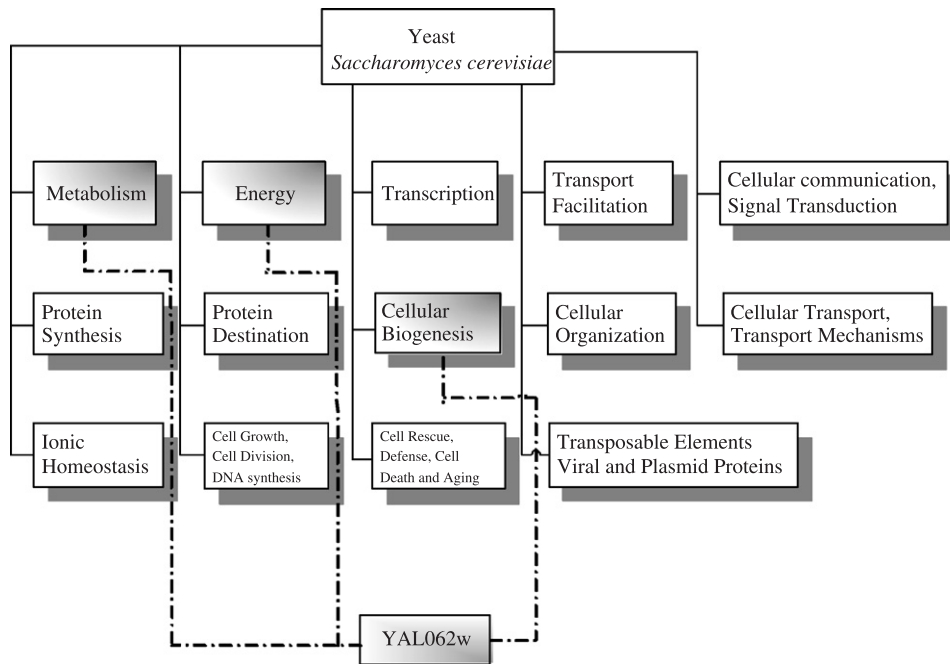 Yeast
Saccharomyces cerevisiae
Metabolism
Energy
Transcription
Transport
Facilitation
Cellular communication,
Signal Transduction
Protein
Synthesis
Protein
Destination
Cellular
Biogenesis
Cellular
Organization
Cellular Transport,
Transport Mechanisms
Ionic
Homeostasis
Cell Growth,
Cell Division,
DNA synthesis
Cell Rescue,
Defense, Cell
Death and Aging
Transposable Elements
Viral and Plasmid Proteins
YAL062w